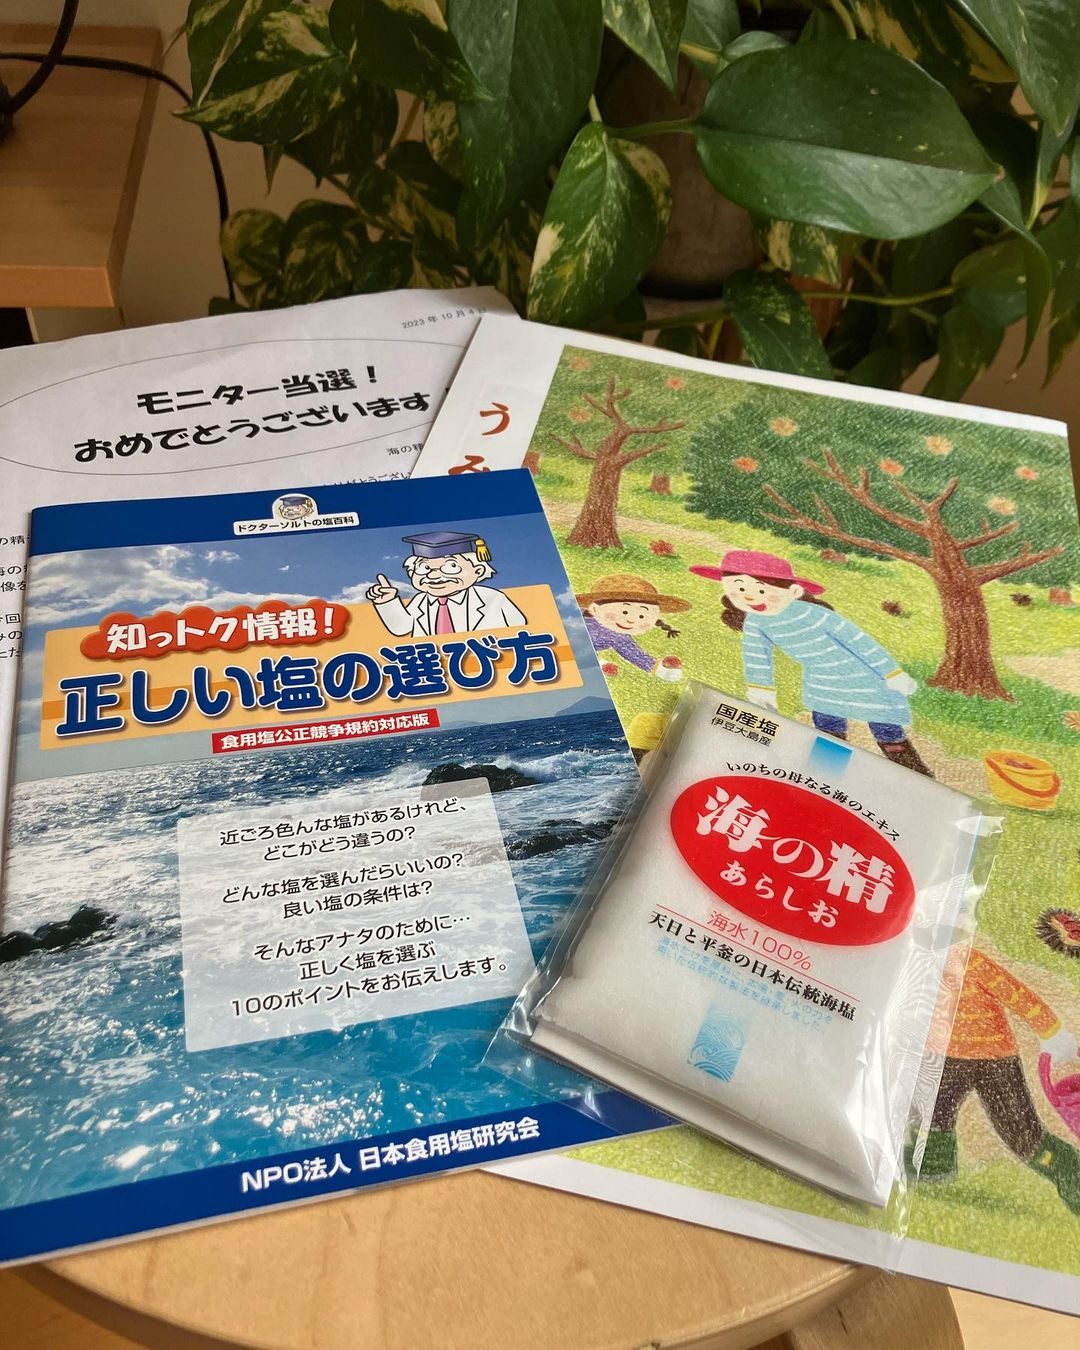 2023年10月4日
モニター当選！
おめでとうございます
海の精
うみ
ドクターソルトの塩百科
知っトク情報！
正しい塩の選び方
食用塩公正競争規約対応版
近ごろ色んな塩があるけれど、
どこがどう違うの?
どんな塩を選んだらいいの?
良い塩の条件は?
そんなアナタのために…
正しく塩を選ぶ
10のポイントをお伝えします。
NPO法人 日本食用塩研究会
国産塩
伊豆大島産
いのちの母なる海のエキス
海の精
あらしお
海水100%
天日と平釜の日本伝統海塩